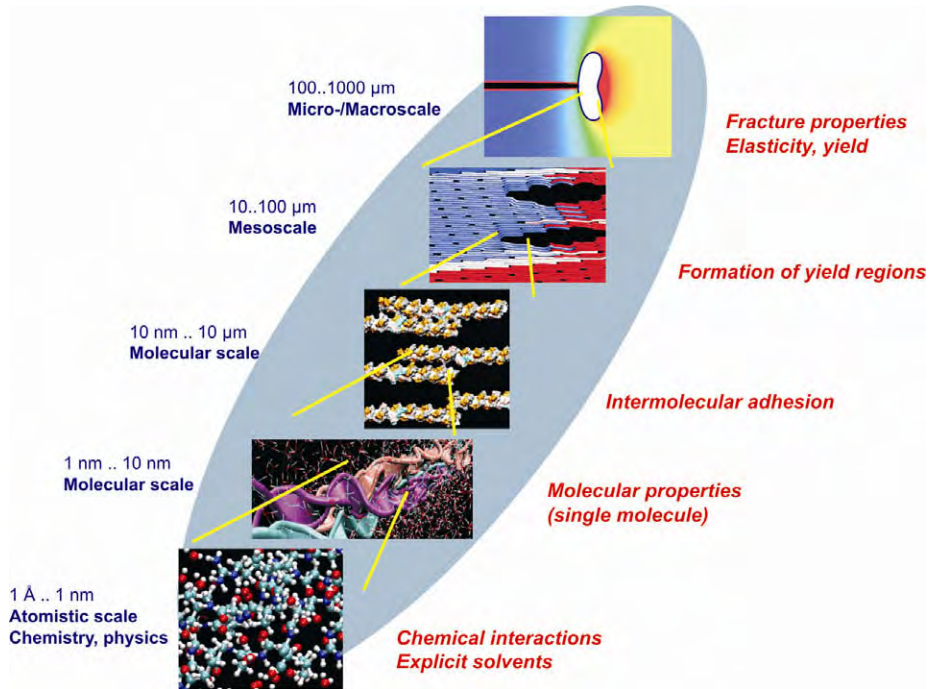 100..1000 µm
Micro-/Macroscale
Fracture properties
Elasticity, yield
10..100 µm
Mesoscale
Formation of yield regions
10 nm .. 10 µm
Molecular scale
Intermolecular adhesion
1 nm .. 10 nm
Molecular scale
Molecular properties
(single molecule)
1 Å .. 1 nm
Atomistic scale
Chemistry, physics
Chemical interactions
Explicit solvents